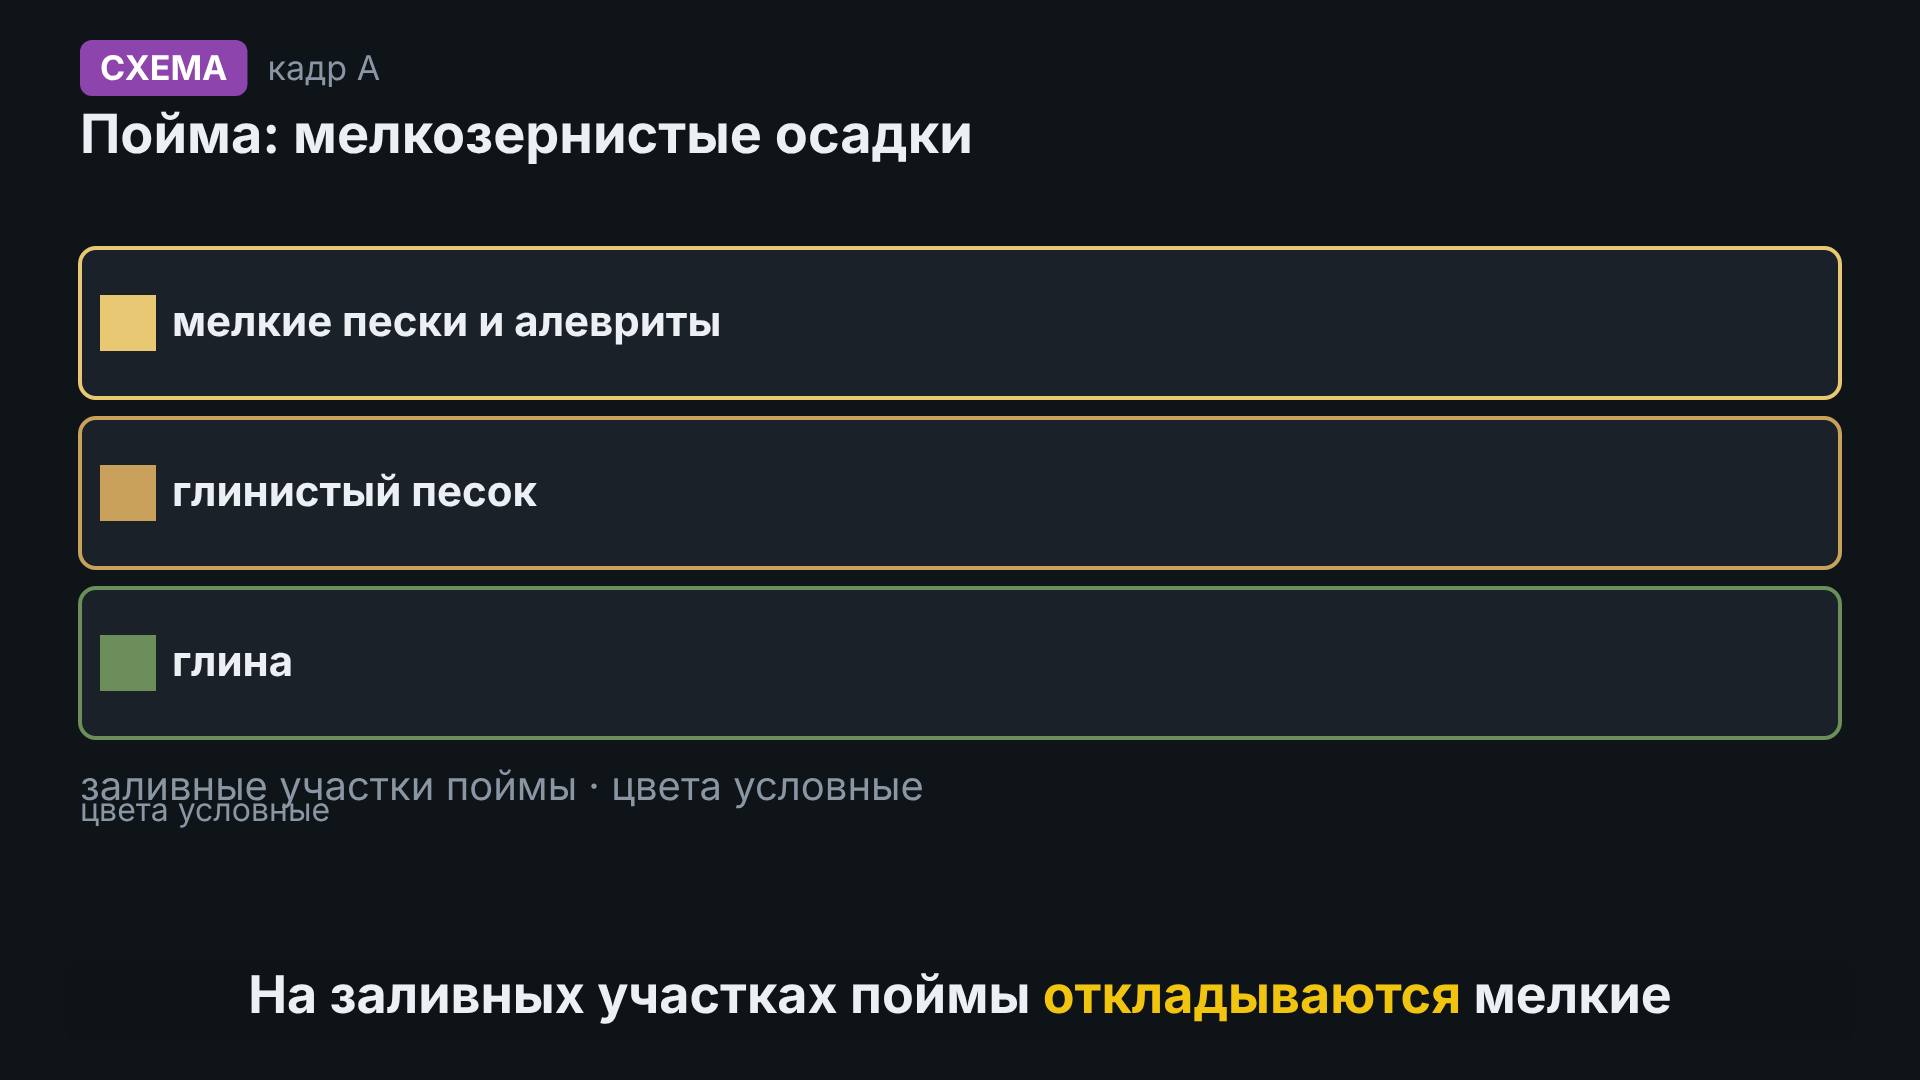 СХЕМА кадр А
Пойма: мелкозернистые осадки
мелкие пески и алевриты
глинистый песок
глина
заливные участки поймы · цвета условные
цвета условные
На заливных участках поймы откладываются мелкие